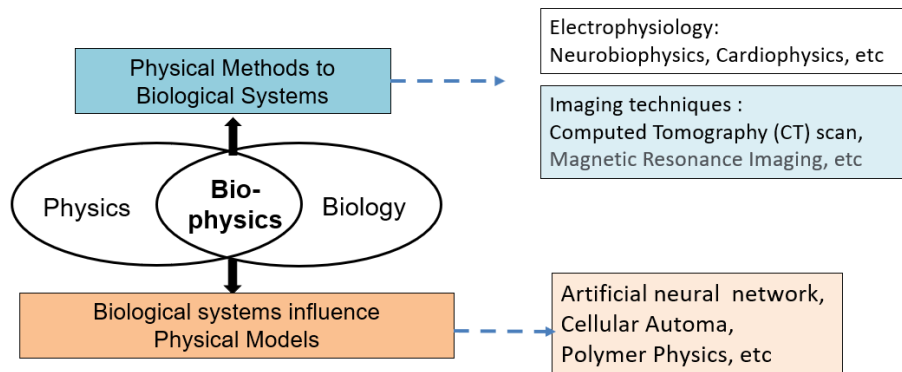 Electrophysiology:
Neurobiophysics, Cardiophysics, etc
Physical Methods to
Biological Systems
Imaging techniques :
Computed Tomography (CT) scan,
Magnetic Resonance Imaging, etc
Physics
Bio-
physics
Biology
Biological systems influence
Physical Models
Artificial neural network,
Cellular Automa,
Polymer Physics, etc